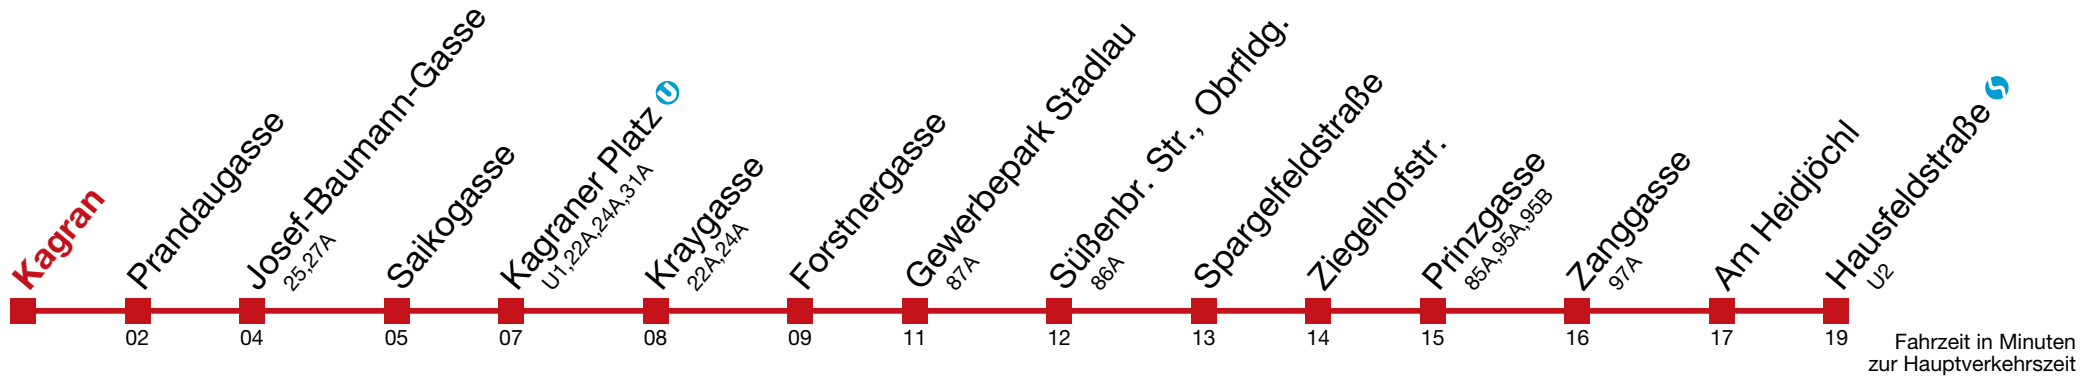 Kagran
Prandaugasse
Josef-Baumann-Gasse
25,27A
Saikogasse
Kagraner Platz U
U1,22A,24A,31A
Kraygasse
22A,24A
Forstnergasse
Gewerbepark Stadlau
87A
Süßenbr. Str., Obrfldg.
86A
Spargelfeldstraße
Ziegelhofstr.
Prinzgasse
85A,95A,95B
Zanggasse
97A
Am Heidjöchl
Hausfeldstraße
U2
02 04 05 07 08 09 11 12 13 14 15 16 17 19
Fahrzeit in Minuten
zur Hauptverkehrszeit